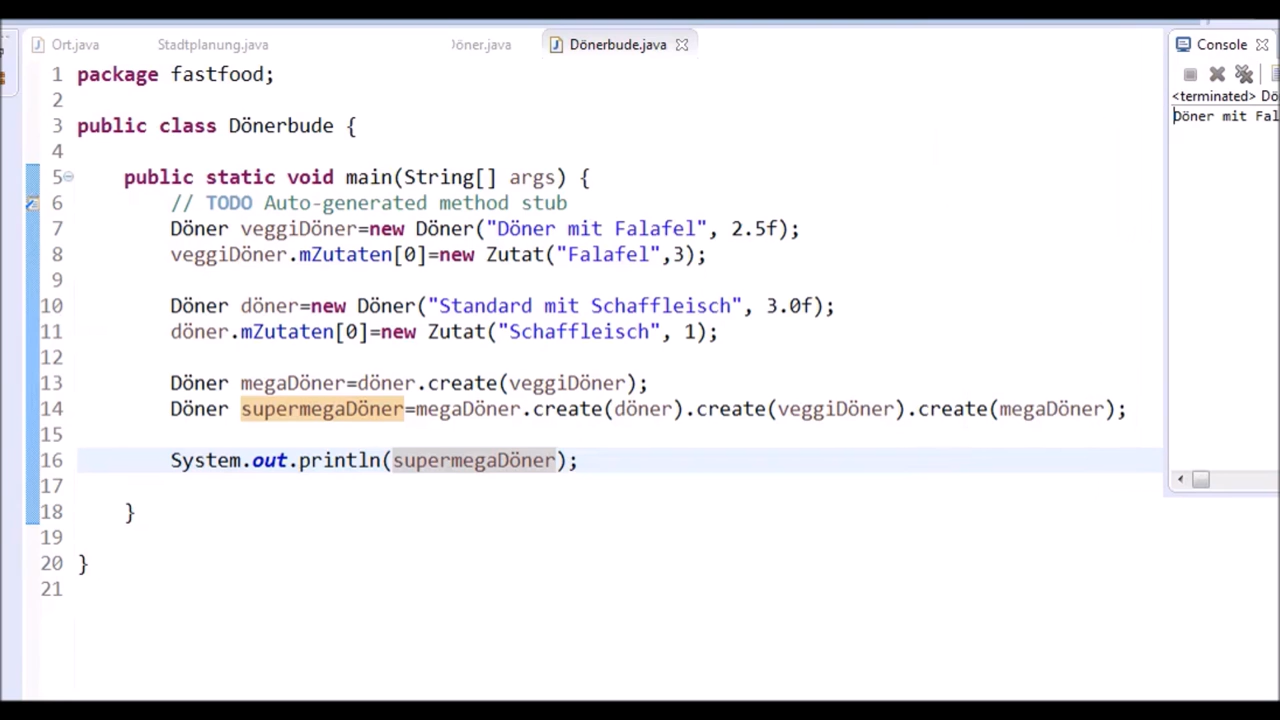 Ort.java Stadtplanung.java Jöner.java Dönerbude.java Console
<terminated> Dö
Döner mit Fal
1 package fastfood;
2
3 public class Dönerbude {
4
5 public static void main(String[] args) {
6 // TODO Auto-generated method stub
7 Döner veggiDöner=new Döner("Döner mit Falafel", 2.5f);
8 veggiDöner.mZutaten[0]=new Zutat("Falafel",3);
9
10 Döner döner=new Döner("Standard mit Schaffleisch", 3.0f);
11 döner.mZutaten[0]=new Zutat("Schaffleisch", 1);
12
13 Döner megaDöner=döner.create(veggiDöner);
14 Döner supermegaDöner=megaDöner.create(döner).create(veggiDöner).create(megaDöner);
15
16 System.out.println(supermegaDöner);
17
18 }
19
20 }
21